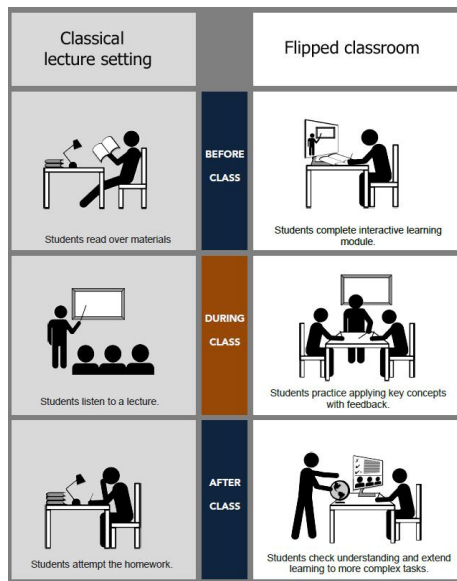 Classical
lecture setting
Flipped classroom
BEFORE
CLASS
Students read over materials
Students complete interactive learning
module.
DURING
CLASS
Students listen to a lecture.
Students practice applying key concepts
with feedback.
AFTER
CLASS
Students attempt the homework.
Students check understanding and extend
learning to more complex tasks.